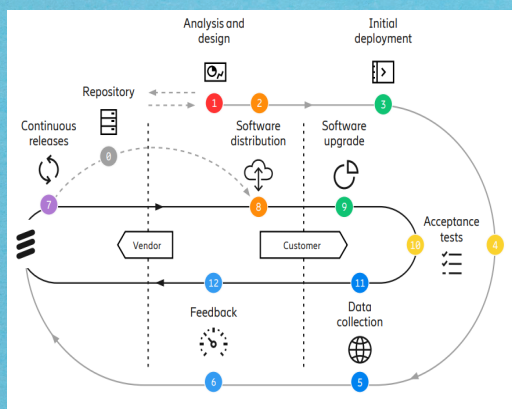 Analysis and
design
Initial
deployment
Repository
1
2
3
Continuous
releases
Software
distribution
Software
upgrade
0
7
8
9
Vendor
Customer
Acceptance
tests
10
4
12
11
Feedback
Data
collection
6
5